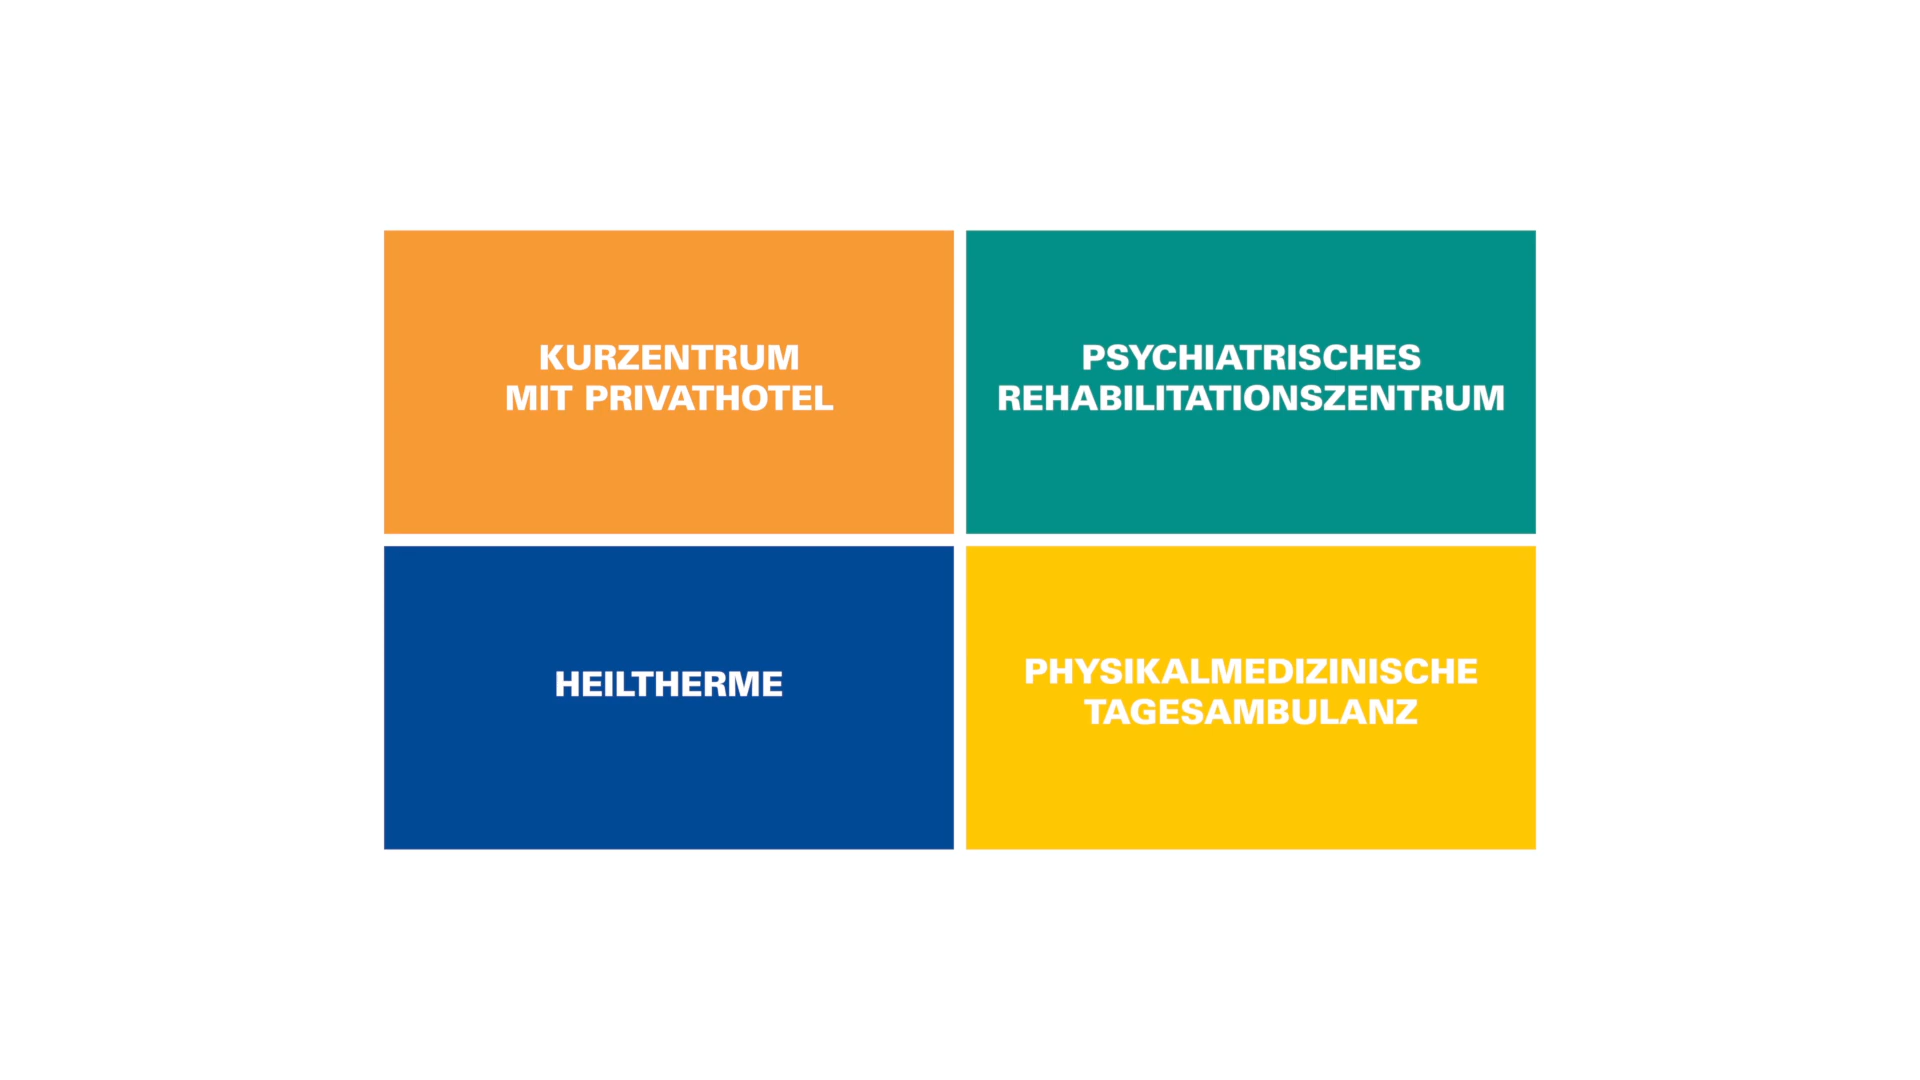 KURZENTRUM
MIT PRIVATHOTEL
PSYCHIATRISCHES
REHABILITATIONSZENTRUM
HEILTHERME
PHYSIKALMEDIZINISCHE
TAGESAMBULANZ